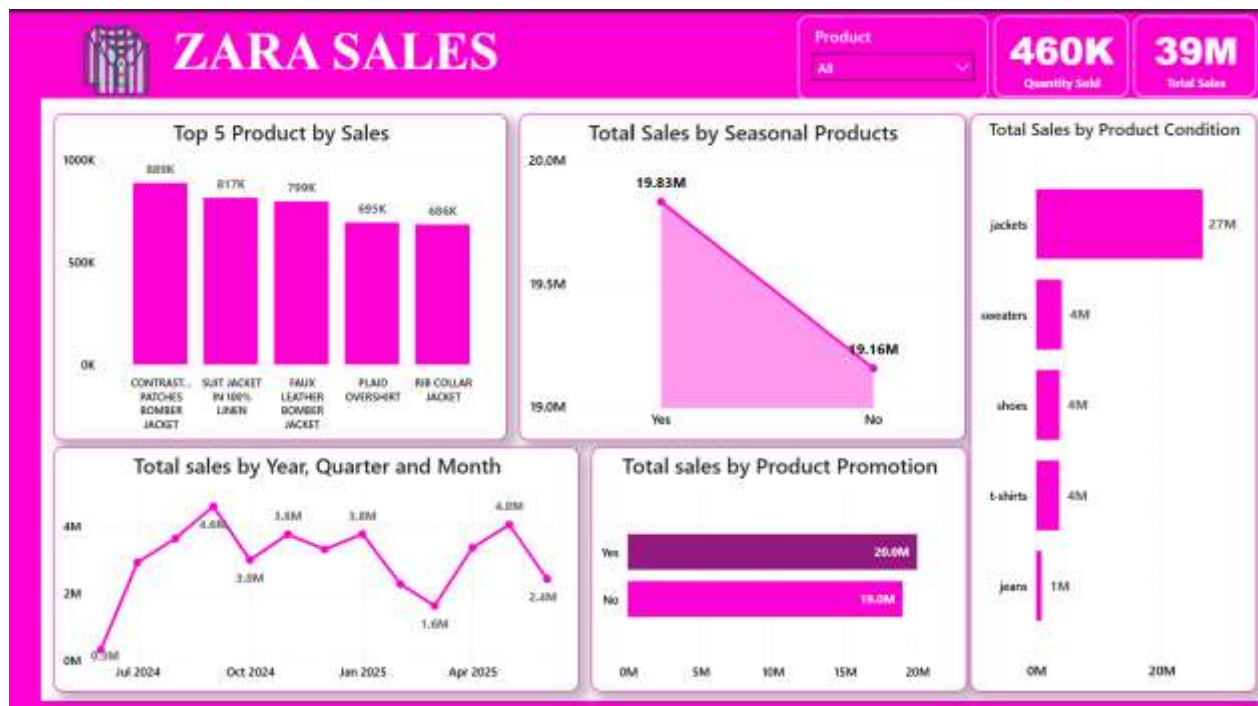 ZARA SALES
Product
All
460K
Quantity Sold
39M
Total Sales
Top 5 Product by Sales
1000K
500K
0K
889K
817K
799K
695K
686K
CONTRAST...
PATCHES
BOMBER
JACKET
SUIT JACKET
IN 100%
LINEN
FAUX
LEATHER
BOMBER
JACKET
PLAID
OVERSHIRT
RIB COLLAR
JACKET
Total Sales by Seasonal Products
20.0M
19.5M
19.0M
19.83M
19.16M
Yes
No
Total Sales by Product Condition
jackets
27M
sweaters
4M
shoes
4M
t-shirts
4M
jeans
1M
0M
20M
Total sales by Year, Quarter and Month
4M
2M
0M
4.6M
3.0M
3.8M
3.8M
1.6M
4.0M
2.4M
Jul 2024
Oct 2024
Jan 2025
Apr 2025
Total sales by Product Promotion
Yes
20.0M
No
19.0M
0M
5M
10M
15M
20M